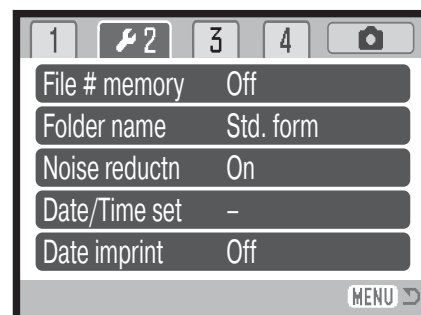 1 2 3 4
File # memory Off
Folder name Std. form
Noise reductn On
Date/Time set –
Date imprint Off
MENU